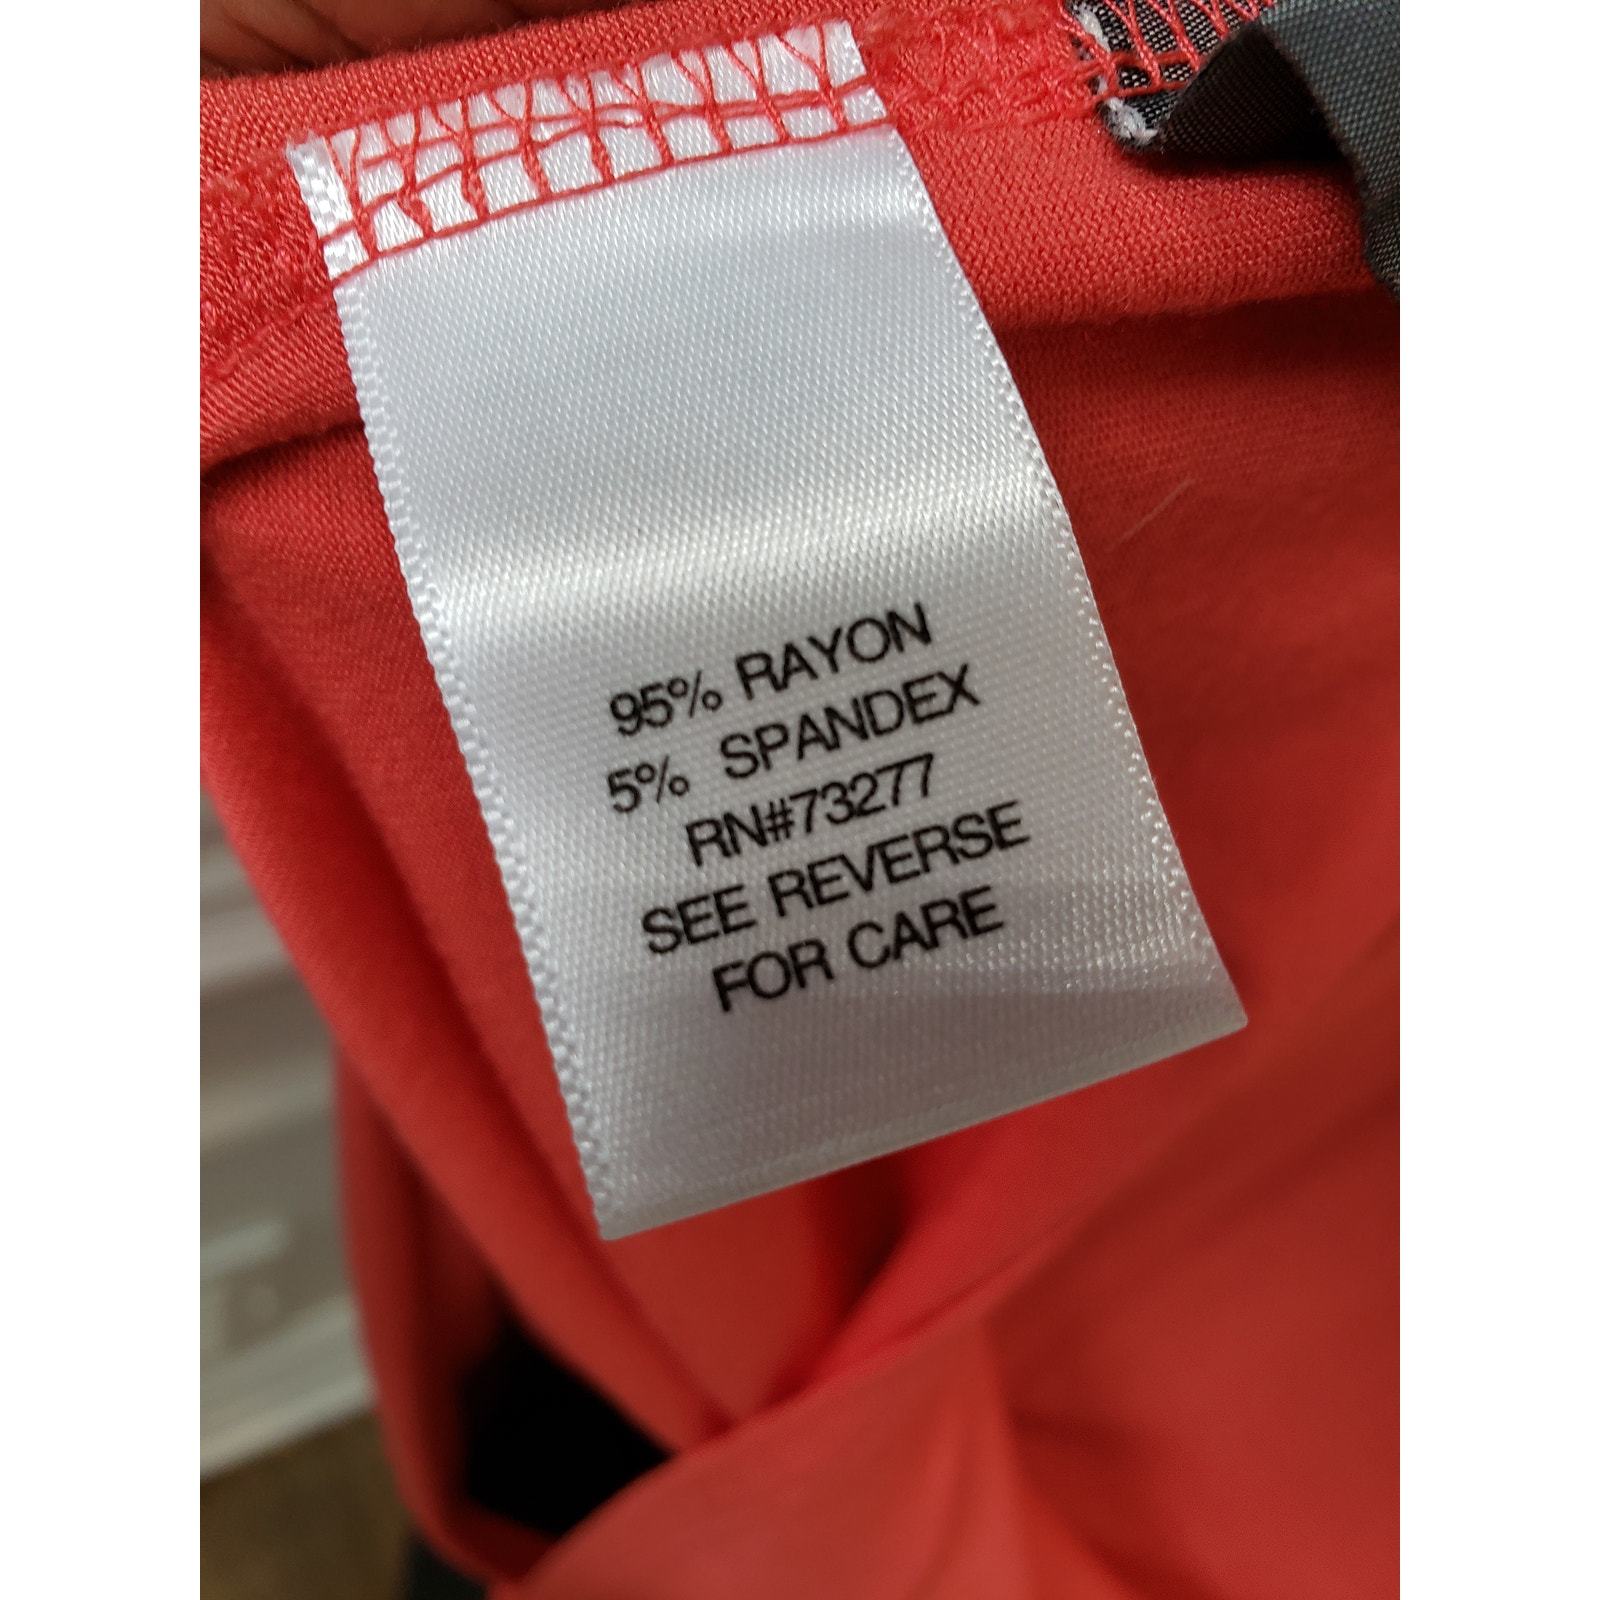 95% RAYON
5% SPANDEX
RN#73277
SEE REVERSE
FOR CARE